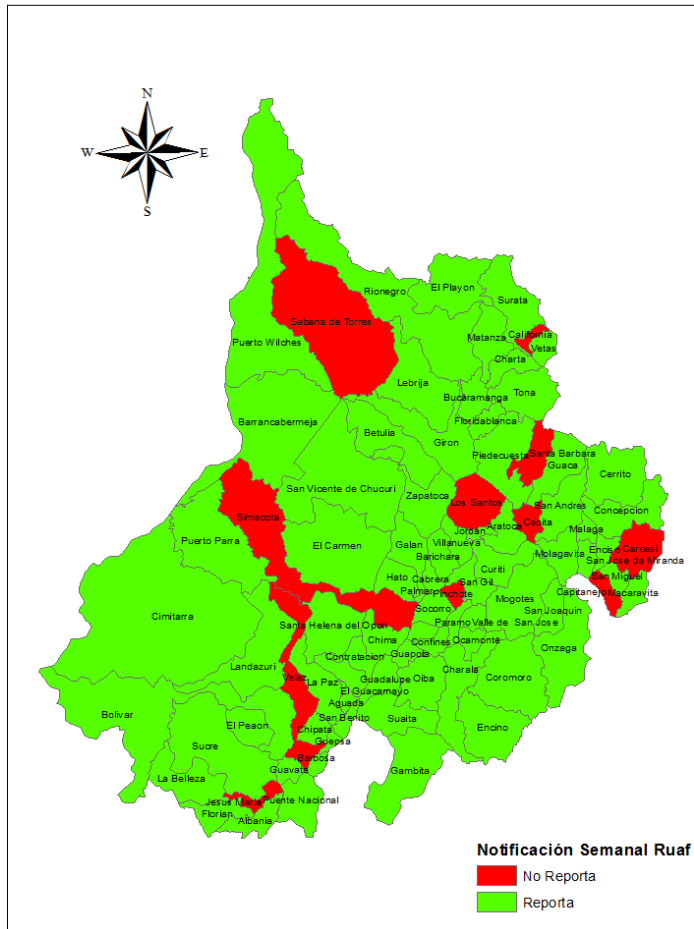 N
W E
S
Rionegro
El Playon
Surata
Sabana de Torres
Puerto Wilches
Matanza
California
Vetas
Charta
Lebrija
Bucaramanga
Tona
Barrancabermeja
Floridablanca
Betulia
Giron
Piedecuesta
Santa Barbara
Guaca
Cerrito
San Vicente de Chucuri
Zapatoca
Los Santos
San Andres
Concepcion
Simacota
Cepita
Aratoca
Malaga
Jordan
Puerto Parra
El Carmen
Galan
Villanueva
Barichara
Molagavita
Enciso
Carcasi
San Jose de Miranda
Curiti
Hato
Cabrera
San Gil
San Miguel
Palmar
Pinchote
Capitanejo
Macaravita
Mogotes
Cimitarra
Socorro
San Joaquin
Santa Helena del Opon
Paramo
Valle de San Jose
Chima
Confines
Ocamonte
Onzaga
Contratacion
Guapota
Landazuri
Charala
Velez
La Paz
Guadalupe
Oiba
Coromoro
El Guacamayo
Aguada
Bolivar
San Benito
Suaita
El Peaon
Chipata
Encino
Guepsa
Sucre
Barbosa
Guavata
Gambita
La Belleza
Jesus Maria
Puente Nacional
Florian
Albania
Notificación Semanal Ruaf
No Reporta
Reporta